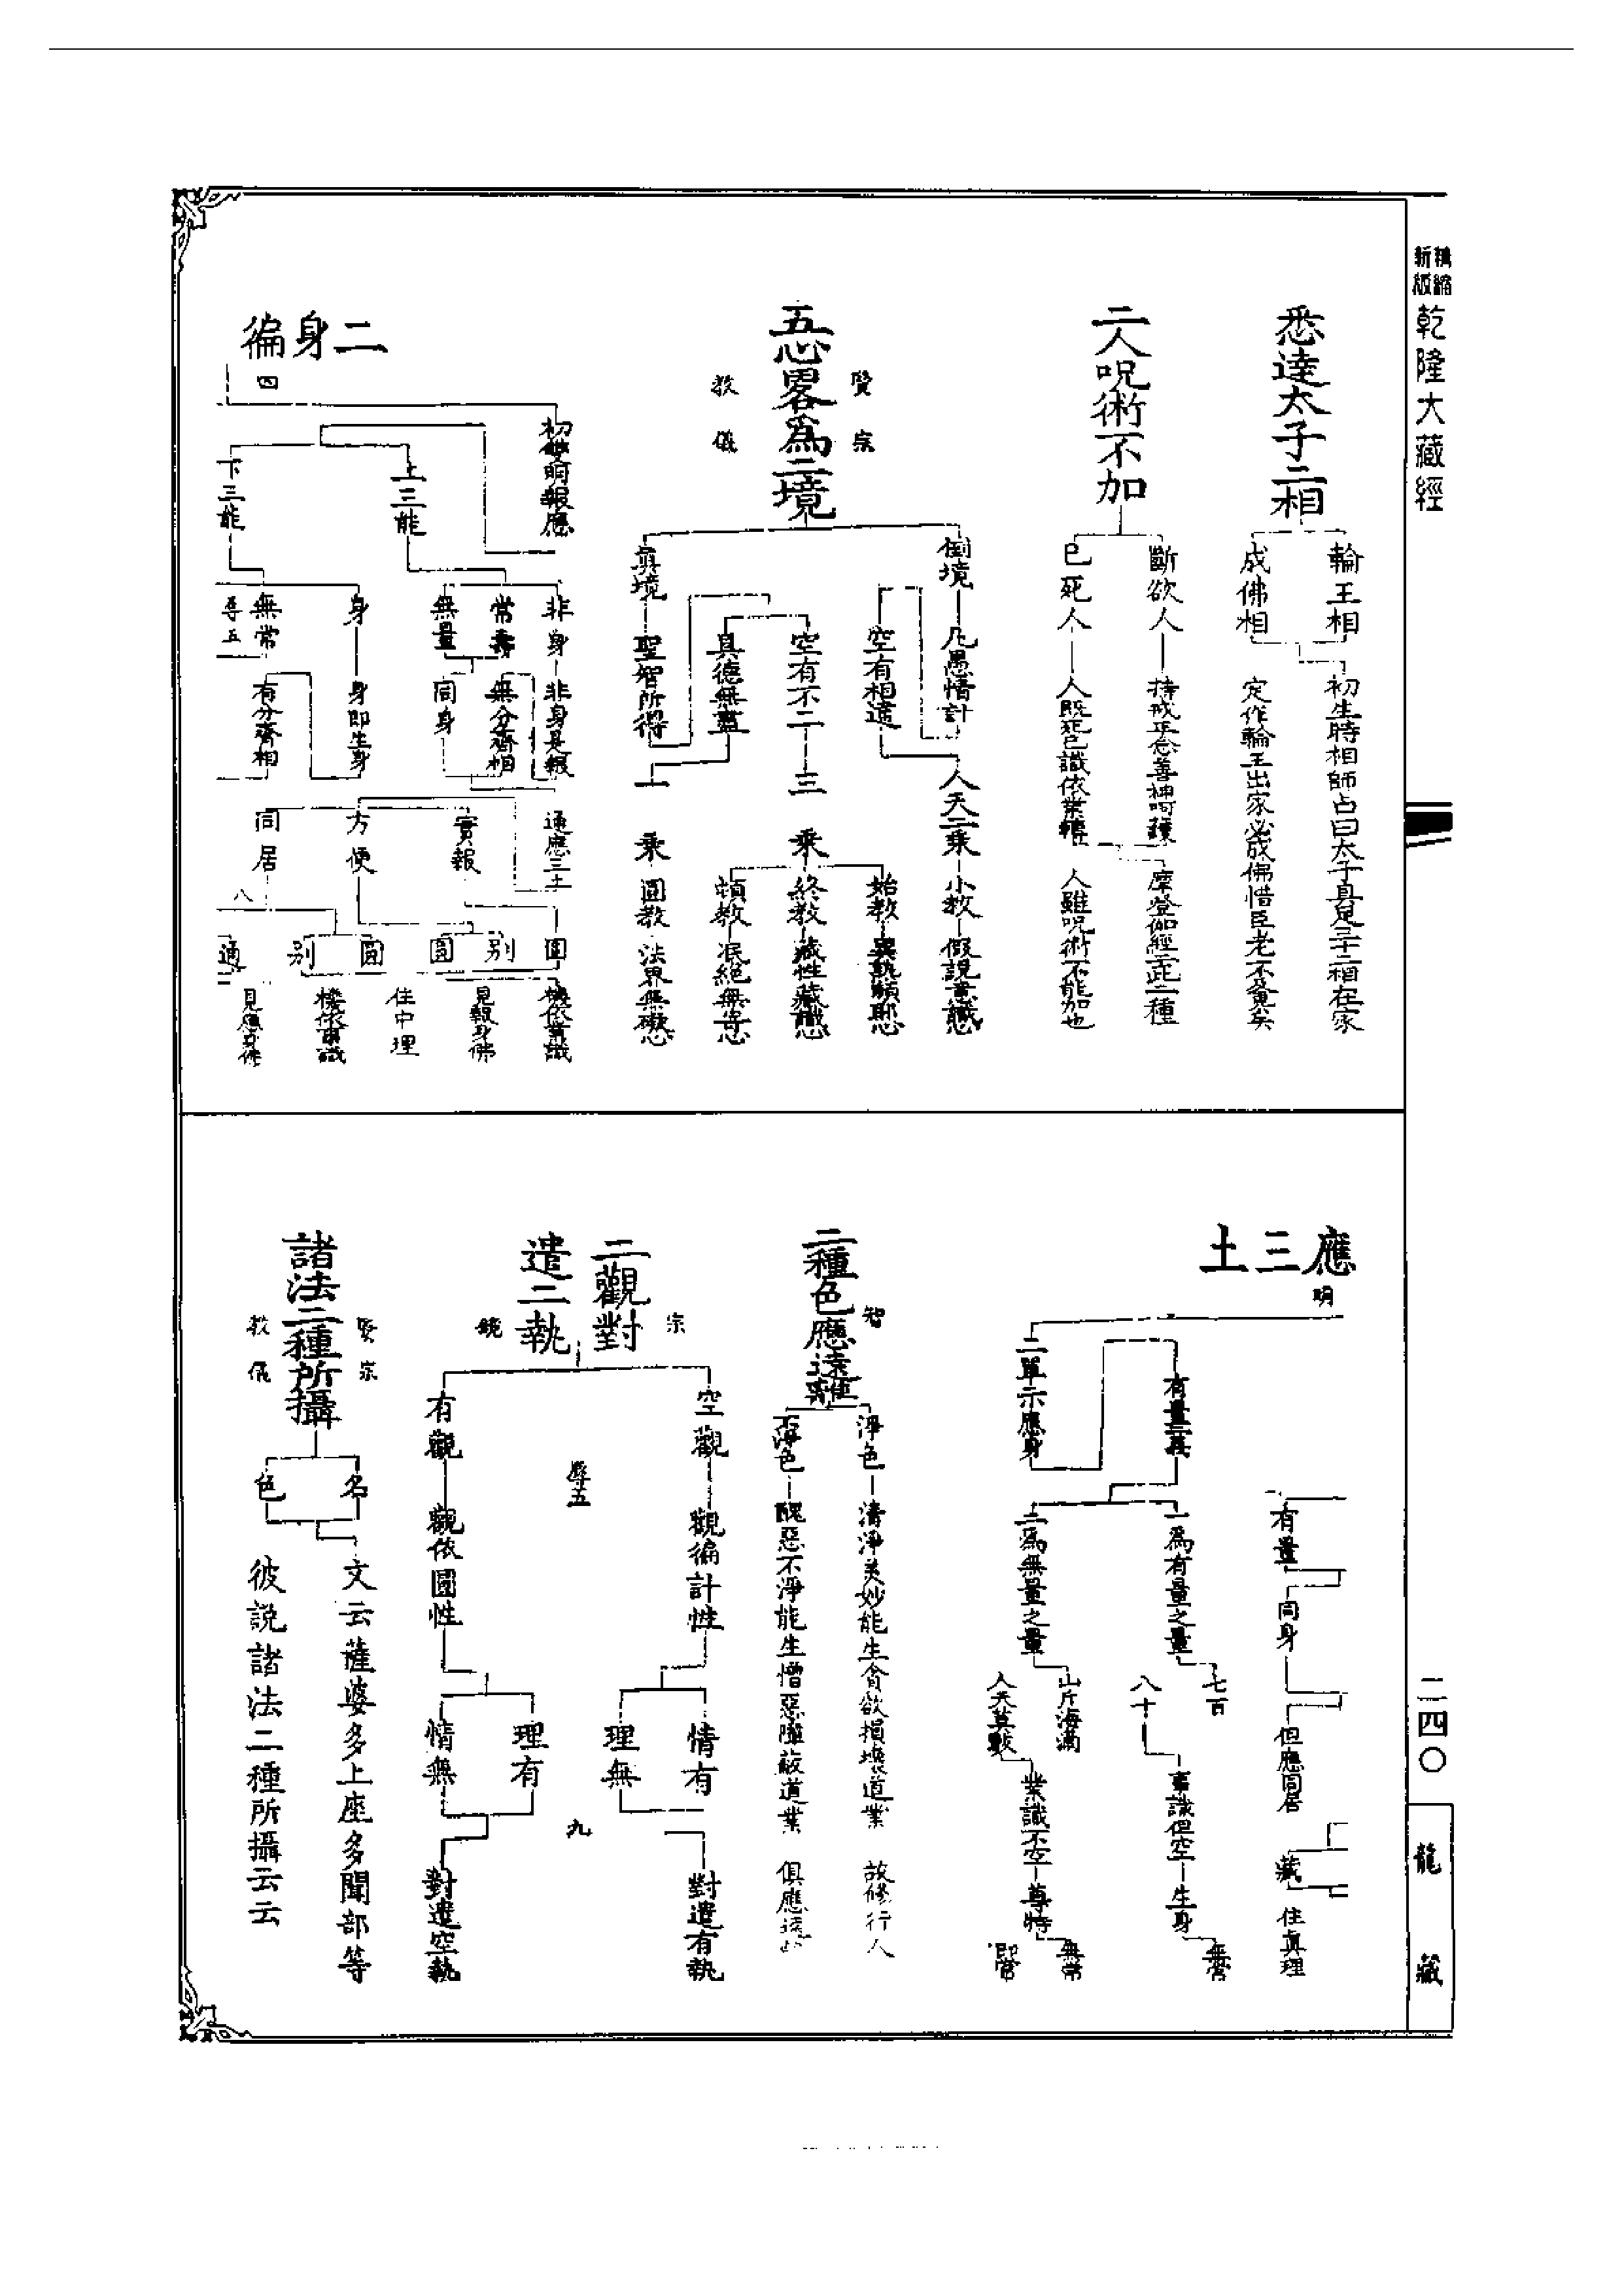 精縮
新版
乾隆大藏經
悉達太子二相
輪王相
成佛相
初生時相師占曰太子具足三十二相在家
定作輪王出家必成佛惜臣老不及見矣
二人呪術不加
斷欲人
已死人
持戒正念善神呵護
人既死已識依業轉
摩登伽經云此二種
人雖呪術不能加也
五心畧爲二境
賢宗
教儀
倒境
凡愚情計
空有相違
人天二乘
小教
假說意識
始教
異熟賴耶
空有不二
三乘
終教
藏性藏識
頓教
泯絕無寄
眞境
聖智所得
具德無盡
一乘
圓教
法界無礙
二身徧
四
初雙明報應
上三能
非身
非身是報
常壽
無分齊相
無量
同身
通應三土
下三能
身
身即生身
無常
有分齊相
等五
實報
方便
同居
八
圓
別
圓
圓
別
通
機依業識
見報身佛
住中理
機依事識
見應身佛
應三土
明
有量
同身
但應同居
藏
住眞理
二單示應身
一爲有量之量
七百
八十
事識但空
生身
無常
二爲無量之量
山斤海滴
人天莫數
業識不空
尊特
無常
即常
二種色應遠離
智
淨色
清淨美妙能生貪欲損壞道業
故修行人
不淨色
醜惡不淨能生憎惡障蔽道業
俱應遠離
二觀對
遣二執
宗
鏡
空觀
觀徧計性
情有
理無
對遣有執
九
有觀
觀依圓性
理有
情無
對遣空執
諸法二種所攝
賢宗
教儀
名
色
文云薩婆多上座多聞部等
彼說諸法二種所攝云云
二四〇
龍藏